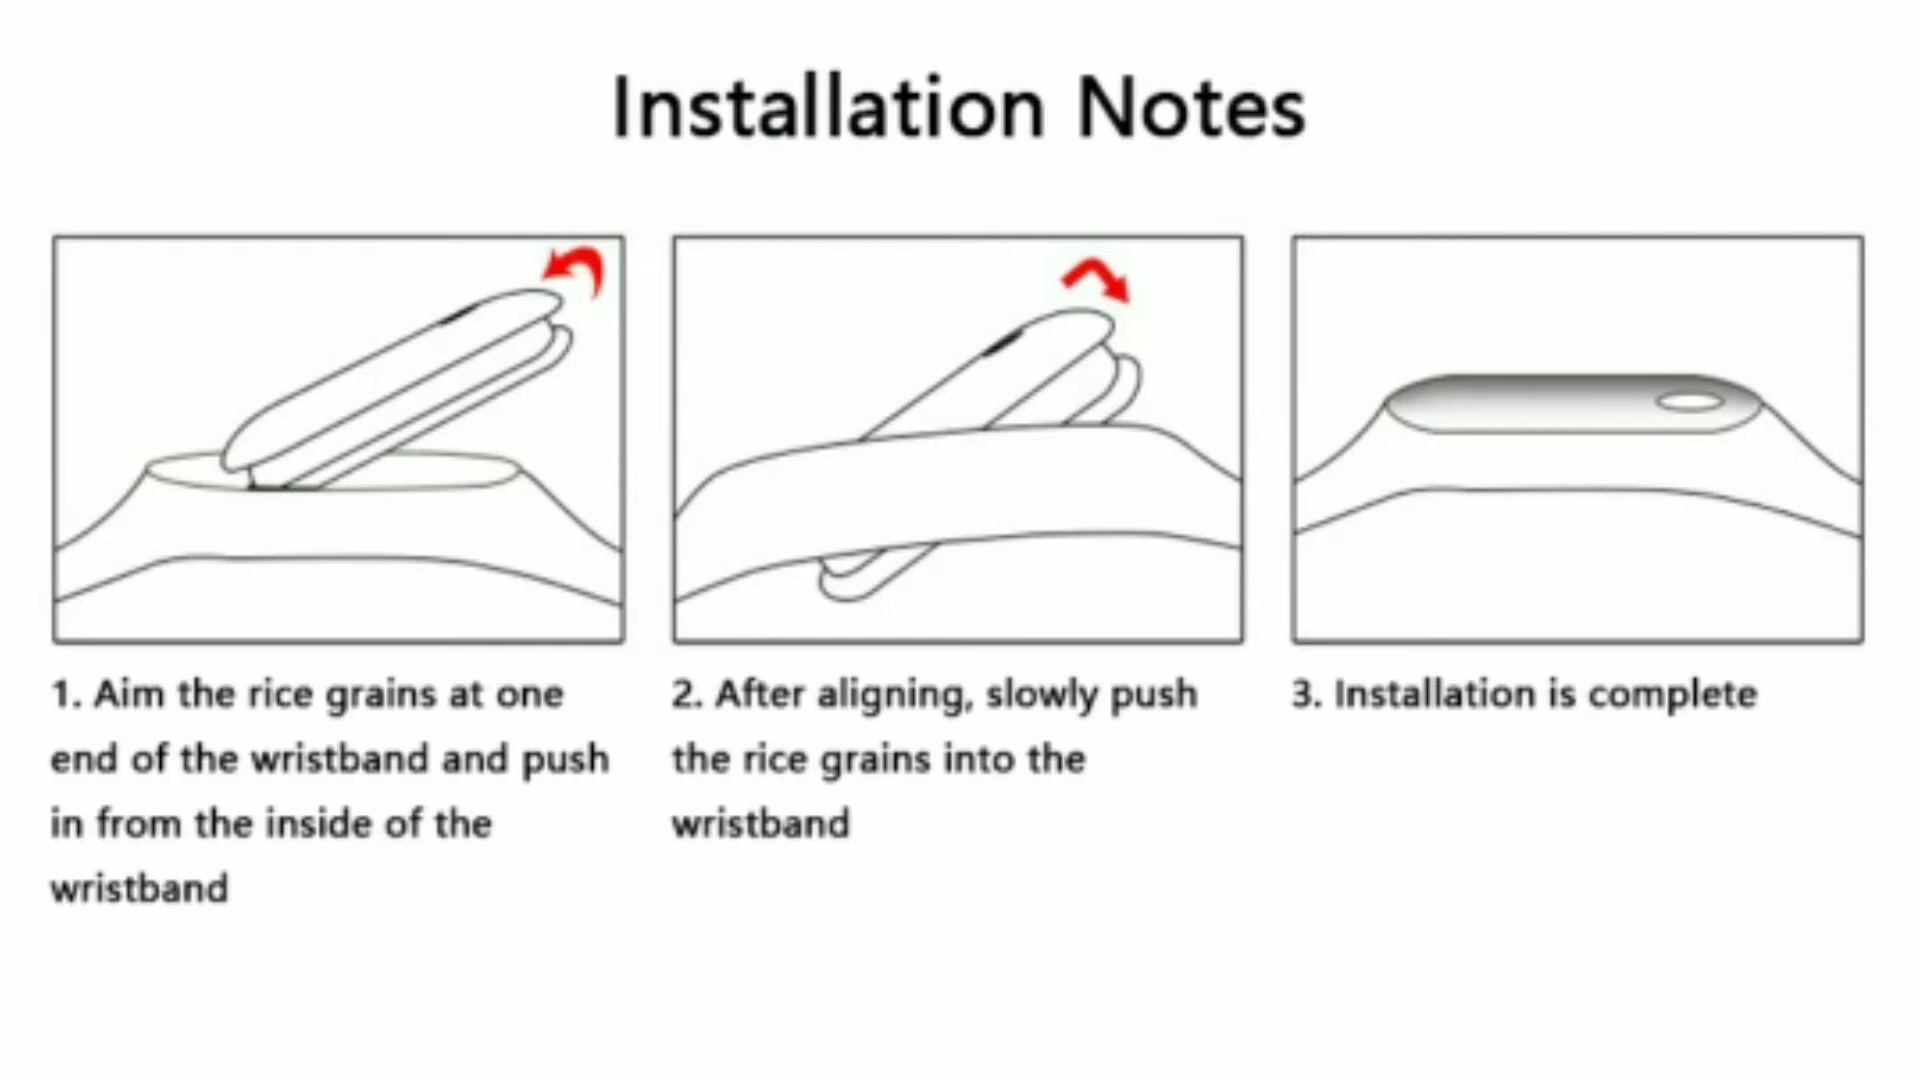 Installation Notes
1. Aim the rice grains at one
end of the wristband and push
in from the inside of the
wristband
2. After aligning, slowly push
the rice grains into the
wristband
3. Installation is complete